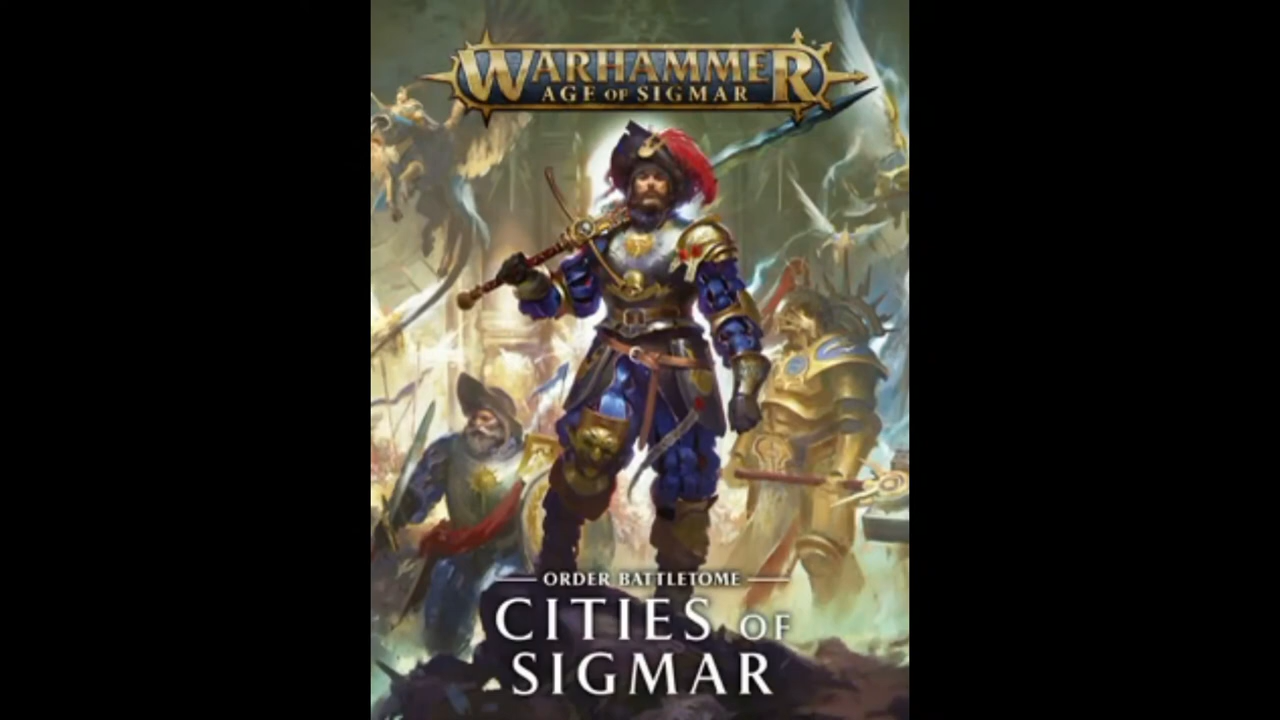 WARHAMMER
AGE OF SIGMAR
ORDER BATTLETOME
CITIES OF
SIGMAR